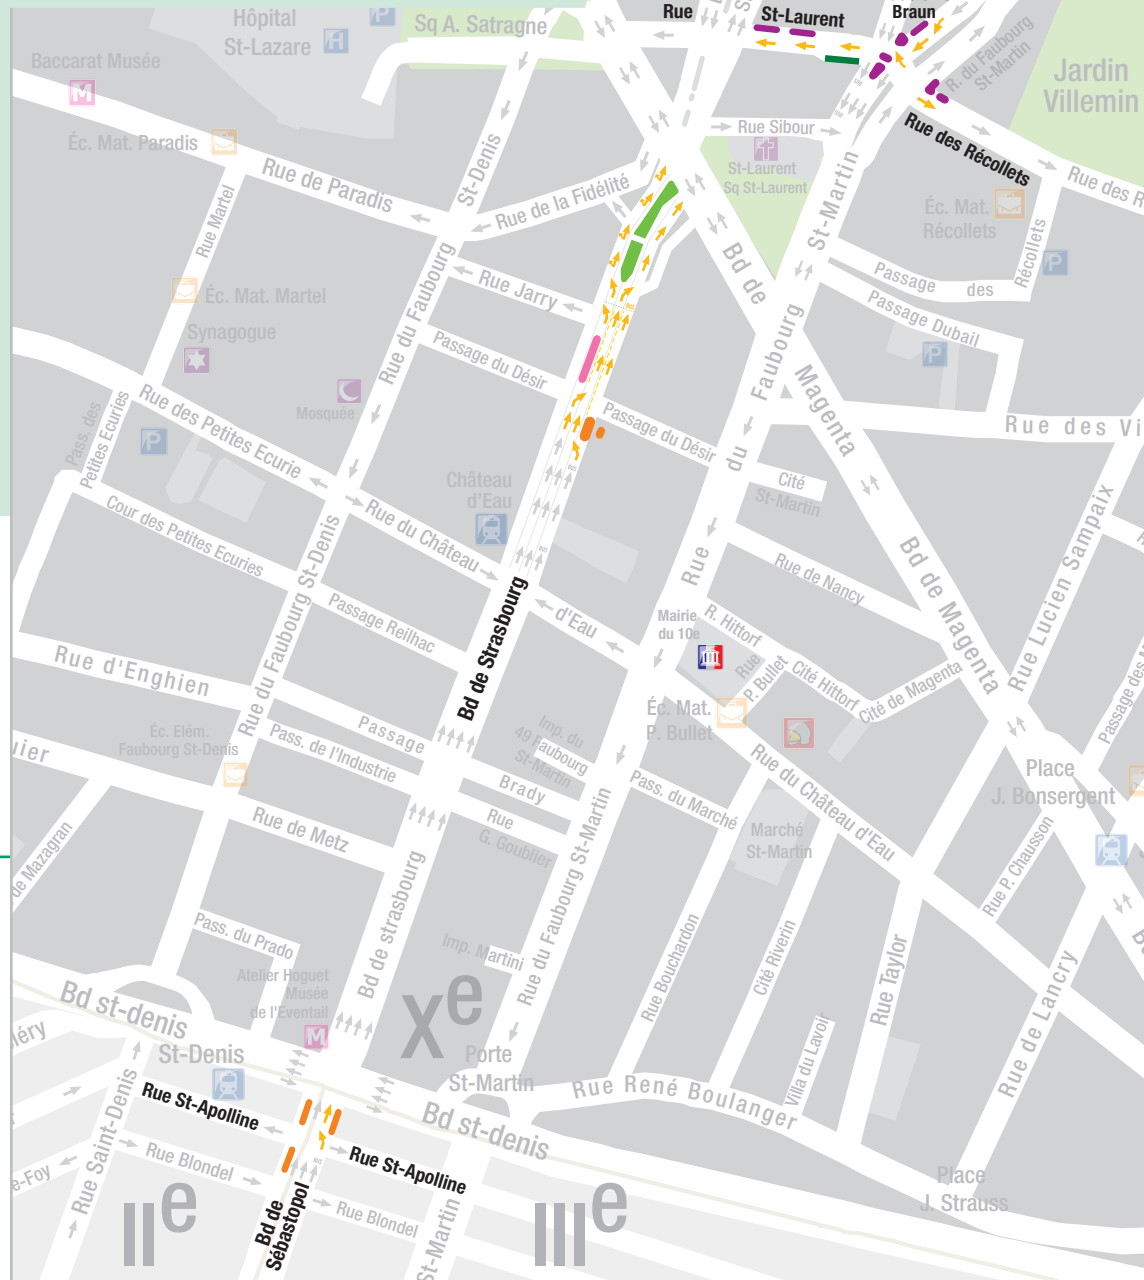 Hôpital
St-Lazare
P
H
Sq A. Satragne
Rue
St-Laurent
Braun
R. du Faubourg
St-Martin
Jardin
Villemin
Baccarat Musée
M
Éc. Mat. Paradis
Rue de Paradis
St-Denis
Rue Sibour
St-Laurent
Sq St-Laurent
Rue des Récollets
Rue des R
Éc. Mat.
Récollets
Récollets
P
Rue Martel
Rue de la Fidélité
St-Martin
Bd de
Passage des
Passage Dubail
P
Éc. Mat. Martel
Synagogue
Rue Jarry
Rue du Faubourg
Passage du Désir
Faubourg
Magenta
Mosquée
Rue des Petites Ecurie
Pass. des
Petites Ecuries
P
Passage du Désir
du
Rue des Vi
Cité
St-Martin
Château
d'Eau
Rue du Château
Cour des Petites Ecuries
BUS
Rue
Rue de Nancy
Bd de Magenta
Rue Lucien Sampaix
Rue du Faubourg St-Denis
Passage Reilhac
Bd de Strasbourg
d'Eau
Mairie
du 10e
R. Hittorf
Rue
P. Bullet
Cité Hittorf
Cité de Magenta
Passage des
Rue d'Enghien
Éc. Mat.
P. Bullet
Éc. Elém.
Faubourg St-Denis
uier
Passage
Pass. de l'Industrie
Imp. du
49 Faubourg
St-Martin
Brady
Rue
G. Goublier
Pass. du Marché
Rue du Château d'Eau
Place
J. Bonsergent
Rue de Metz
de Mazagran
Marché
St-Martin
Rue P. Chausson
Bd de strasbourg
Rue du Faubourg St-Martin
Pass. du Prado
Imp. Martini
Rue Bouchardon
Cité Riverin
Rue Taylor
Rue de Lancry
Atelier Hoguet
Musée
de l'Éventail
M
Xe
Bd st-denis
léry
St-Denis
Porte
St-Martin
Villa du Lavoir
Rue René Boulanger
Bd st-denis
Rue St-Apolline
Rue Saint-Denis
Rue Blondel
Rue St-Apolline
e-Foy
Place
J. Strauss
IIe
Bd de
Sébastopol
Rue Blondel
St-Martin
IIIe